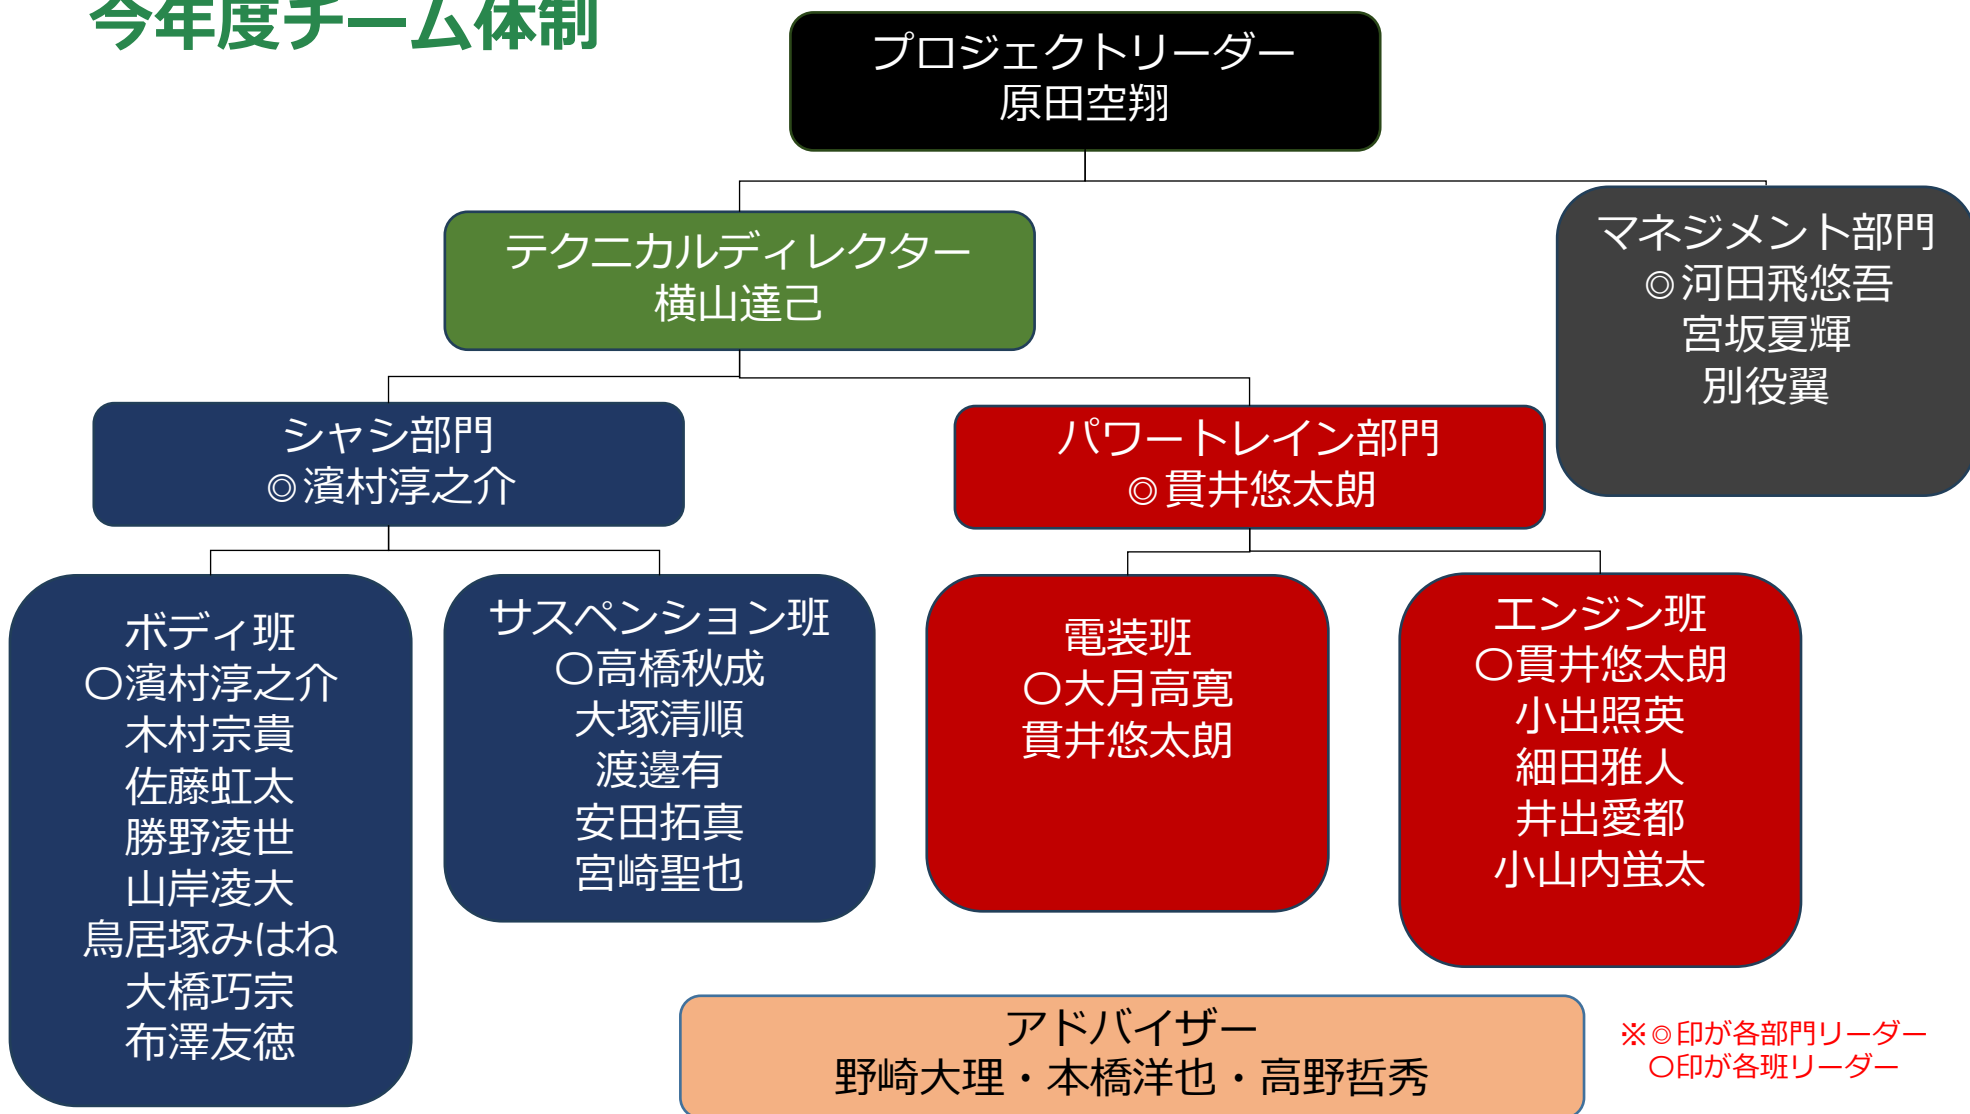 今年度チーム体制
プロジェクトリーダー
原田空翔
テクニカルディレクター
横山達己
マネジメント部門
◎河田飛悠吾
宮坂夏輝
別役翼
シャシ部門
◎濱村淳之介
パワートレイン部門
◎貫井悠太朗
ボディ班
〇濱村淳之介
木村宗貴
佐藤虹太
勝野凌世
山岸凌大
鳥居塚みはね
大橋巧宗
布澤友徳
サスペンション班
〇高橋秋成
大塚清順
渡邊有
安田拓真
宮崎聖也
電装班
〇大月高寛
貫井悠太朗
エンジン班
〇貫井悠太朗
小出照英
細田雅人
井出愛都
小山内蛍太
アドバイザー
野崎大理・本橋洋也・高野哲秀
※◎印が各部門リーダー
〇印が各班リーダー